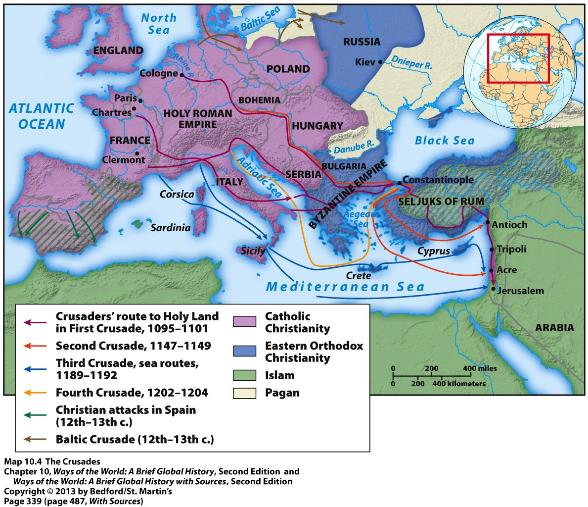 North
Sea
Baltic Sea
ENGLAND
RUSSIA
Kiev
Dnieper R.
POLAND
Cologne
Rhine R.
ATLANTIC
OCEAN
Paris
Chartres
BOHEMIA
HOLY ROMAN
EMPIRE
HUNGARY
FRANCE
Clermont
Danube R.
Black Sea
Adriatic Sea
SERBIA
BULGARIA
ITALY
BYZANTINE EMPIRE
Constantinople
Corsica
SELJUKS OF RUM
Aegean
Sea
Sardinia
Antioch
Sicily
Cyprus
Tripoli
Crete
Acre
Mediterranean Sea
Jerusalem
ARABIA
Crusaders' route to Holy Land
in First Crusade, 1095–1101
Second Crusade, 1147–1149
Third Crusade, sea routes,
1189–1192
Fourth Crusade, 1202–1204
Christian attacks in Spain
(12th–13th c.)
Baltic Crusade (12th–13th c.)
Catholic
Christianity
Eastern Orthodox
Christianity
Islam
Pagan
0 200 400 miles
0 200 400 kilometers
Map 10.4 The Crusades
Chapter 10, Ways of the World: A Brief Global History, Second Edition and
Ways of the World: A Brief Global History with Sources, Second Edition
Copyright © 2013 by Bedford/St. Martin's
Page 339 (page 487, With Sources)